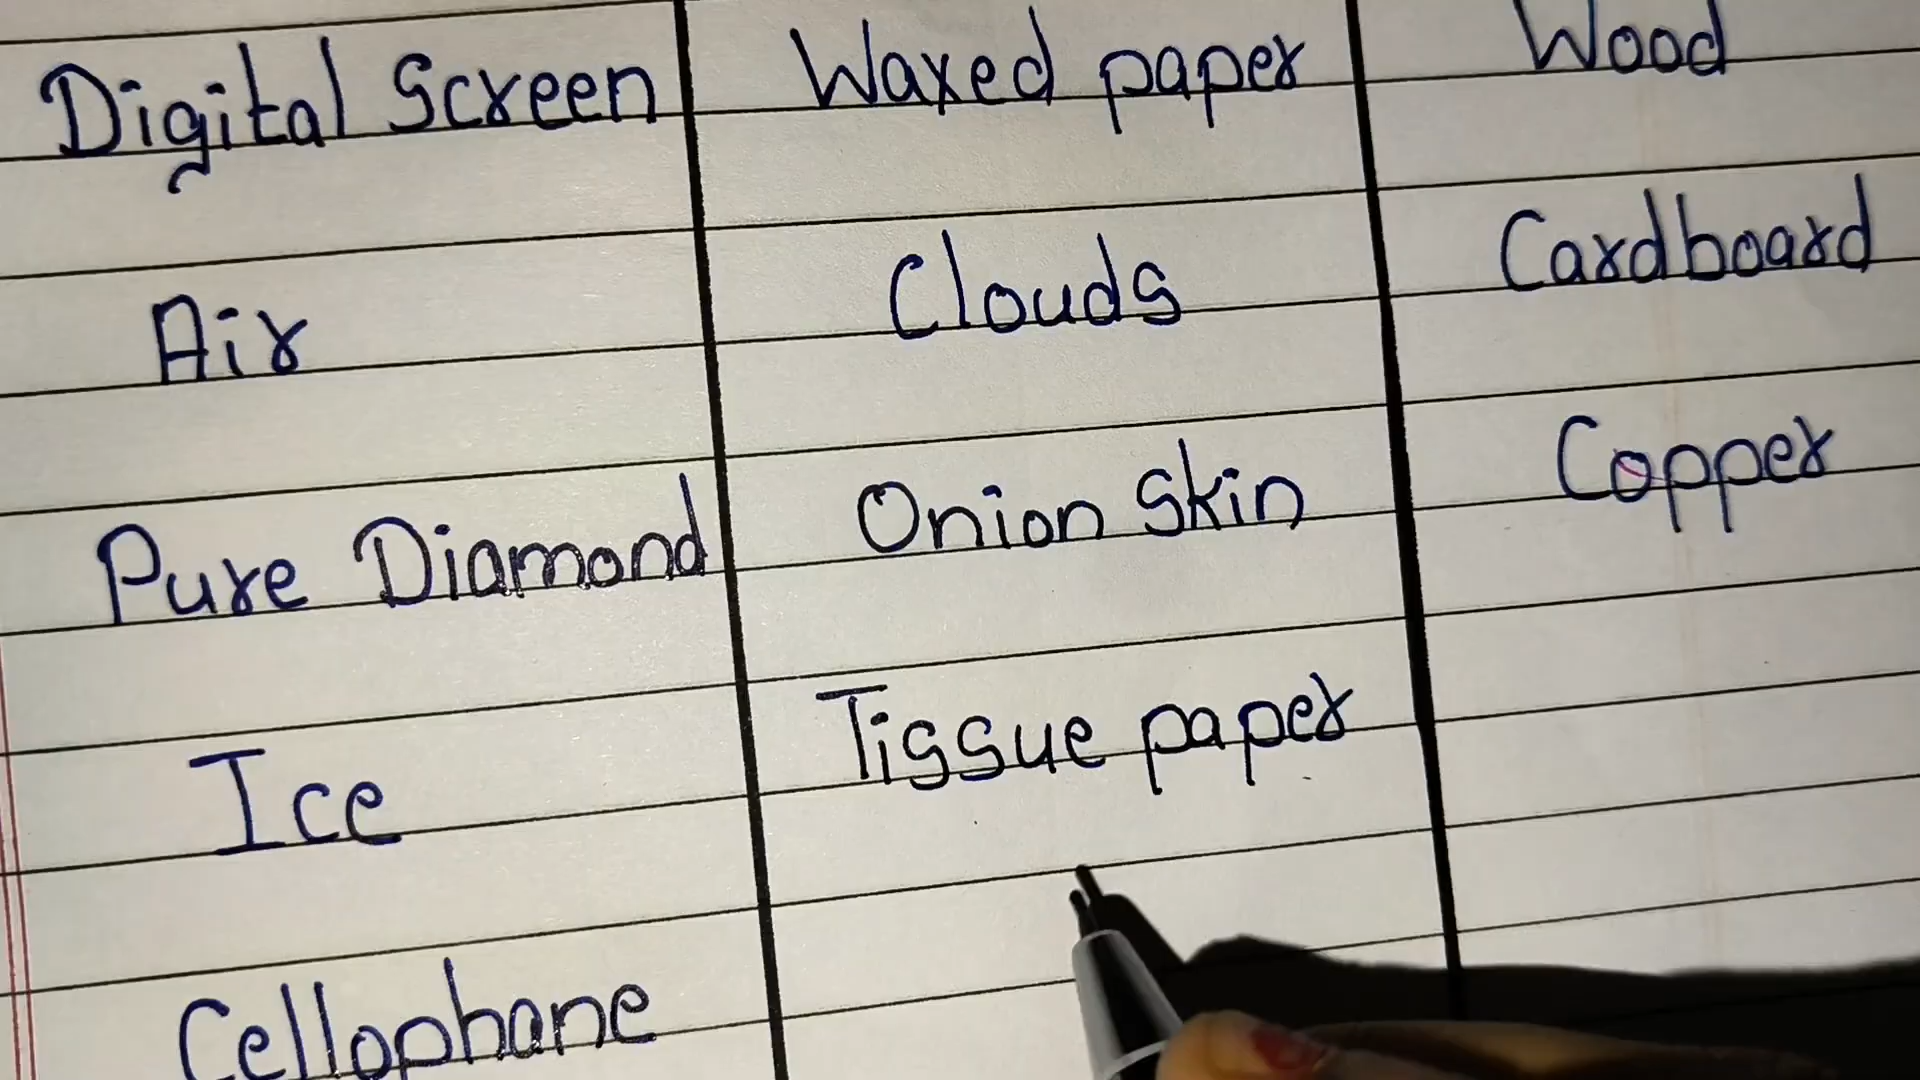 Digital Screen Waxed paper Wood
Air Clouds Cardboard
Pure Diamond Onion Skin Copper
Ice Tissue paper
Cellophane